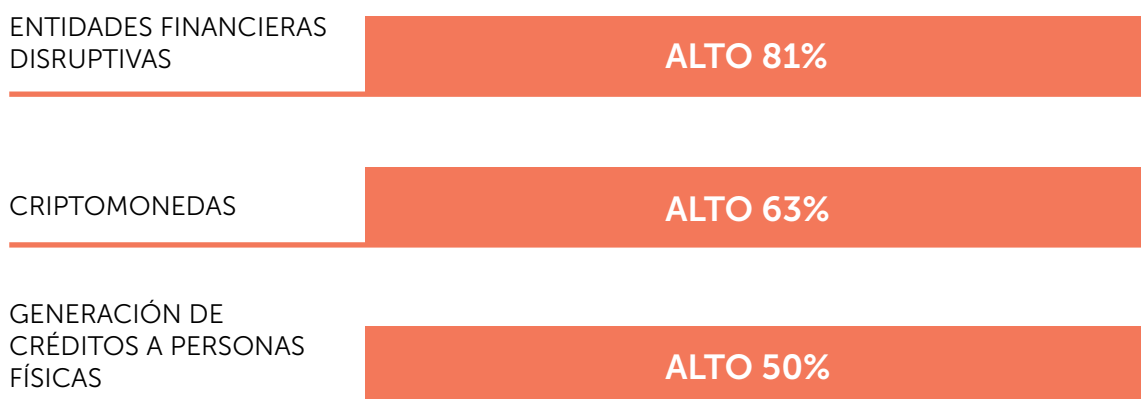 ENTIDADES FINANCIERAS
DISRUPTIVAS
ALTO 81%
CRIPTOMONEDAS
ALTO 63%
GENERACIÓN DE
CRÉDITOS A PERSONAS
FÍSICAS
ALTO 50%